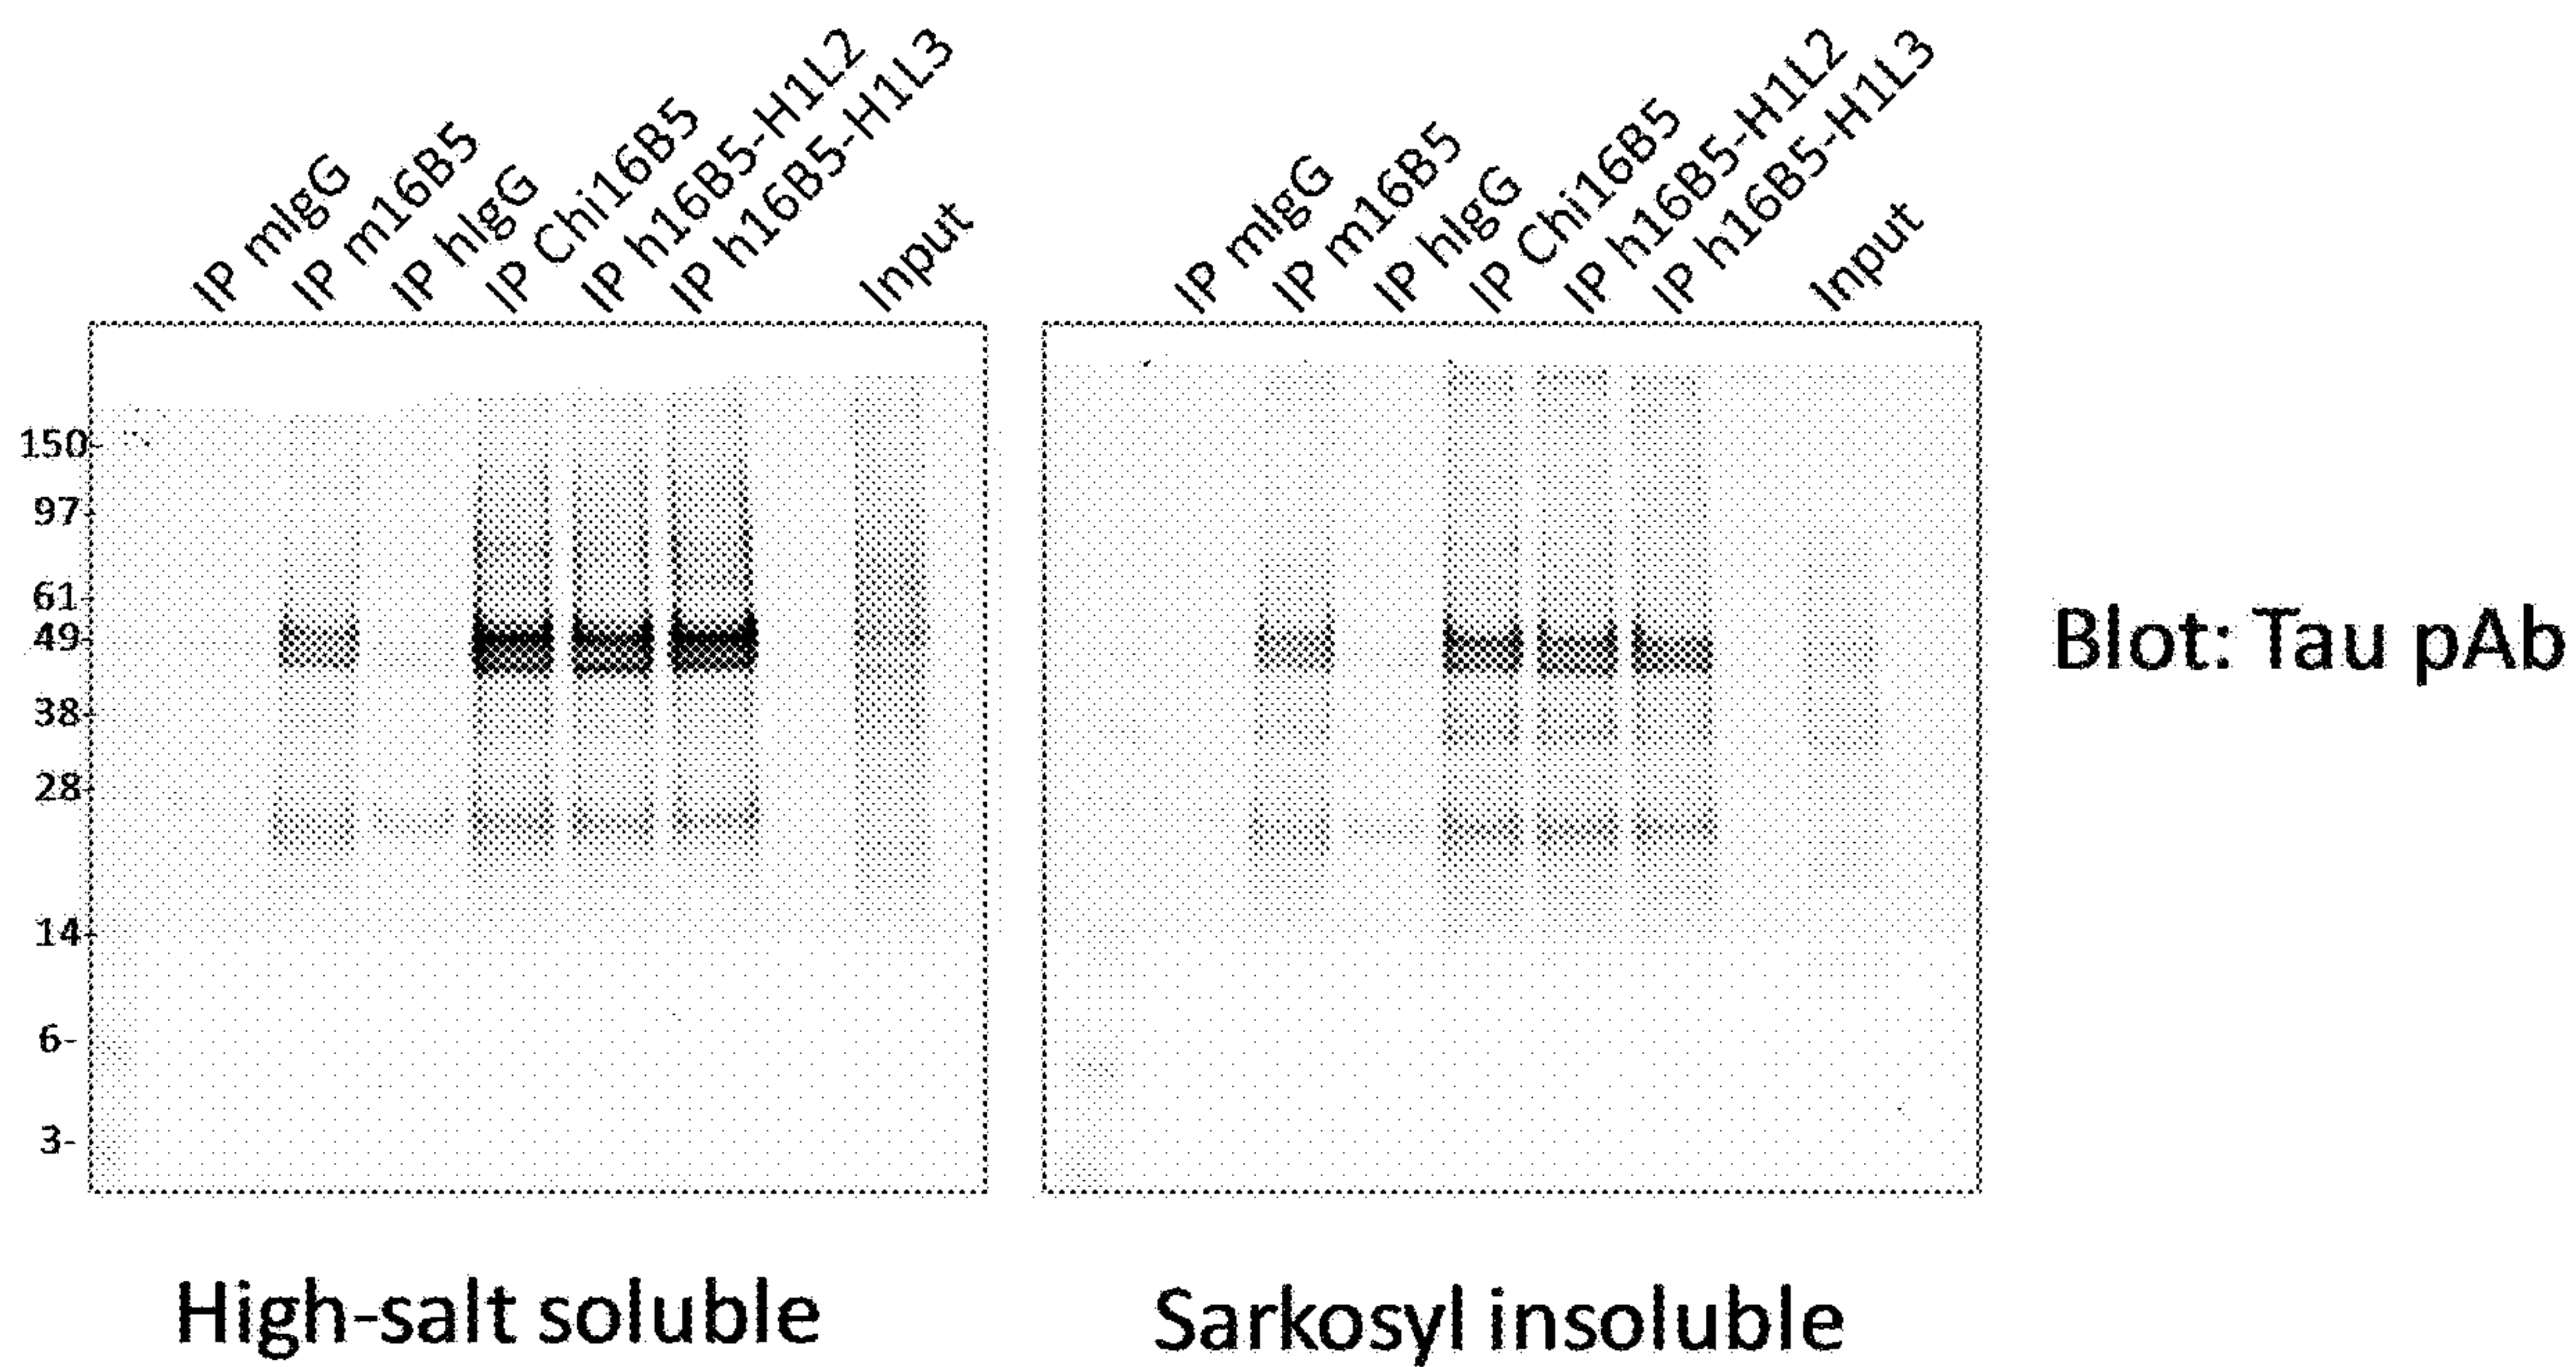 IP mIgG
IP m16B5
IP hIgG
IP Chi16B5
IP h16B5-H1L2
IP h16B5-H1L3
Input
IP mIgG
IP m16B5
IP hIgG
IP Chi16B5
IP h16B5-H1L2
IP h16B5-H1L3
Input
150-
97-
61-
49-
38-
28-
14-
6-
3-
Blot: Tau pAb
High-salt soluble
Sarkosyl insoluble